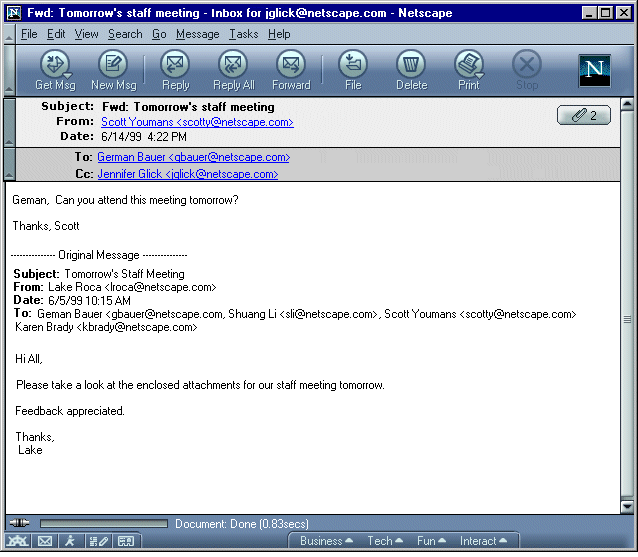 Fwd: Tomorrow's staff meeting - Inbox for jglick@netscape.com - Netscape
File Edit View Search Go Message Tasks Help
Get Msg New Msg Reply Reply All Forward File Delete Print Stop N
Subject: Fwd: Tomorrow's staff meeting
2
From: Scott Youmans <scotty@netscape.com>
Date: 6/14/99 4:22 PM
To: German Bauer <gbauer@netscape.com>
Cc: Jennifer Glick <jglick@netscape.com>
Geman, Can you attend this meeting tomorrow?
Thanks, Scott
--------------- Original Message ---------------
Subject: Tomorrow's Staff Meeting
From: Lake Roca <lroca@netscape.com>
Date: 6/5/99 10:15 AM
To: Geman Bauer <gbauer@netscape.com, Shuang Li <sli@netscape.com>, Scott Youmans <scotty@netscape.com>
Karen Brady <kbrady@netscape.com>
Hi All,
Please take a look at the enclosed attachments for our staff meeting tomorrow.
Feedback appreciated.
Thanks,
Lake
Document: Done (0.83secs)
Business Tech Fun Interact